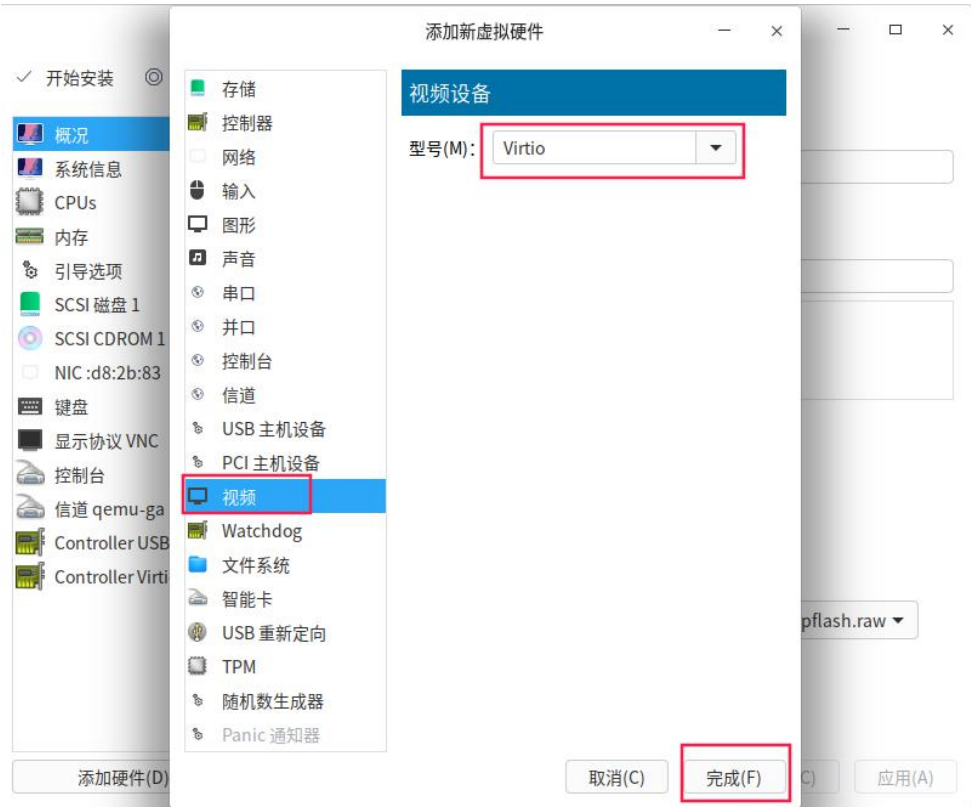 添加新虚拟硬件
开始安装
概况
系统信息
CPUs
内存
引导选项
SCSI 磁盘 1
SCSI CDROM 1
NIC :d8:2b:83
键盘
显示协议 VNC
控制台
信道 qemu-ga
Controller USB
Controller Virti
添加硬件(D)
存储
控制器
网络
输入
图形
声音
串口
并口
控制台
信道
USB 主机设备
PCI 主机设备
视频
Watchdog
文件系统
智能卡
USB 重新定向
TPM
随机数生成器
Panic 通知器
视频设备
型号(M): Virtio
取消(C)
完成(F)
pflash.raw
C)
应用(A)